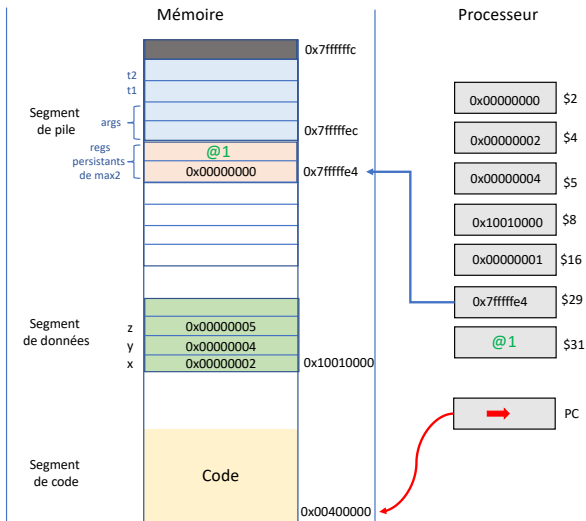 Mémoire
Processeur
0x7ffffffc
t2
t1
Segment
de pile
args
0x7fffffec
regs
persistants
de max2
@1
0x00000000
0x7fffffe4
0x00000000 $2
0x00000002 $4
0x00000004 $5
0x10010000 $8
0x00000001 $16
0x7fffffe4 $29
@1 $31
PC
Segment
de données
z 0x00000005
y 0x00000004
x 0x00000002 0x10010000
Segment
de code
Code
0x00400000